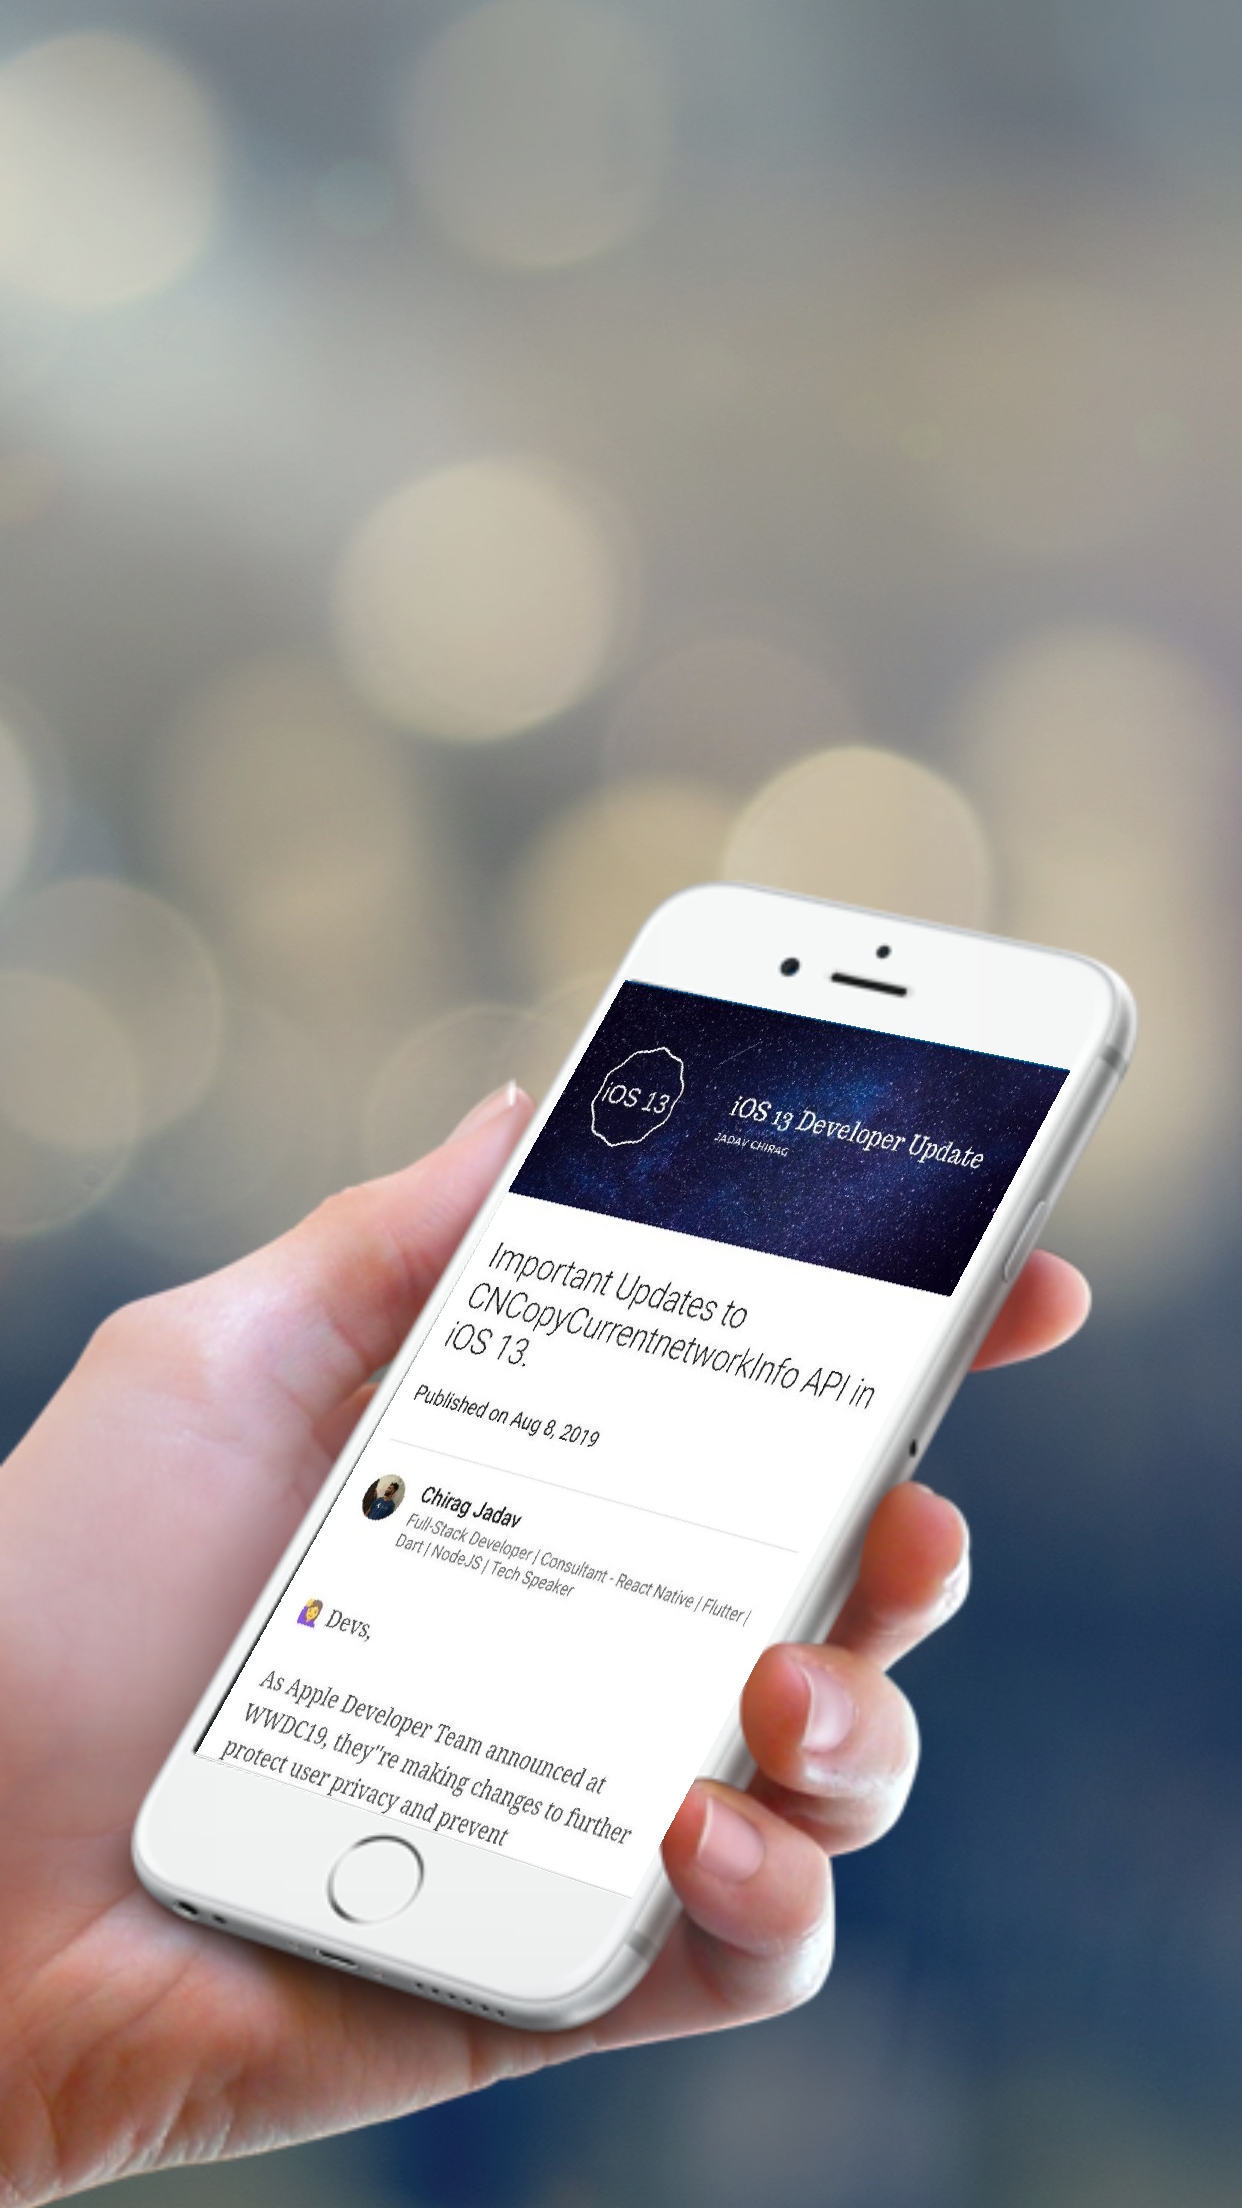 iOS 13
iOS 13 Developer Update
JADAV CHIRAG
Important Updates to
CNCopyCurrentnetworkInfo API in
iOS 13.
Published on Aug 8, 2019
Chirag Jadav
Full-Stack Developer | Consultant - React Native | Flutter |
Dart | NodeJS | Tech Speaker
🙋‍♀️ Devs,
As Apple Developer Team announced at
WWDC19, they"re making changes to further
protect user privacy and prevent